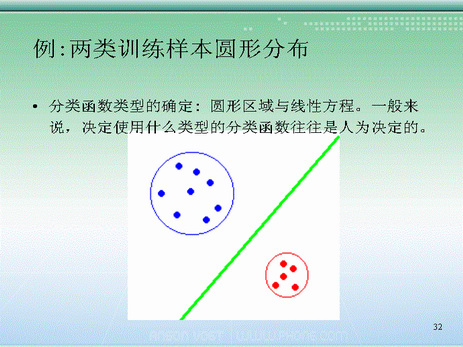 例:两类训练样本圆形分布
• 分类函数类型的确定: 圆形区域与线性方程。一般来
说，决定使用什么类型的分类函数往往是人为决定的。
32